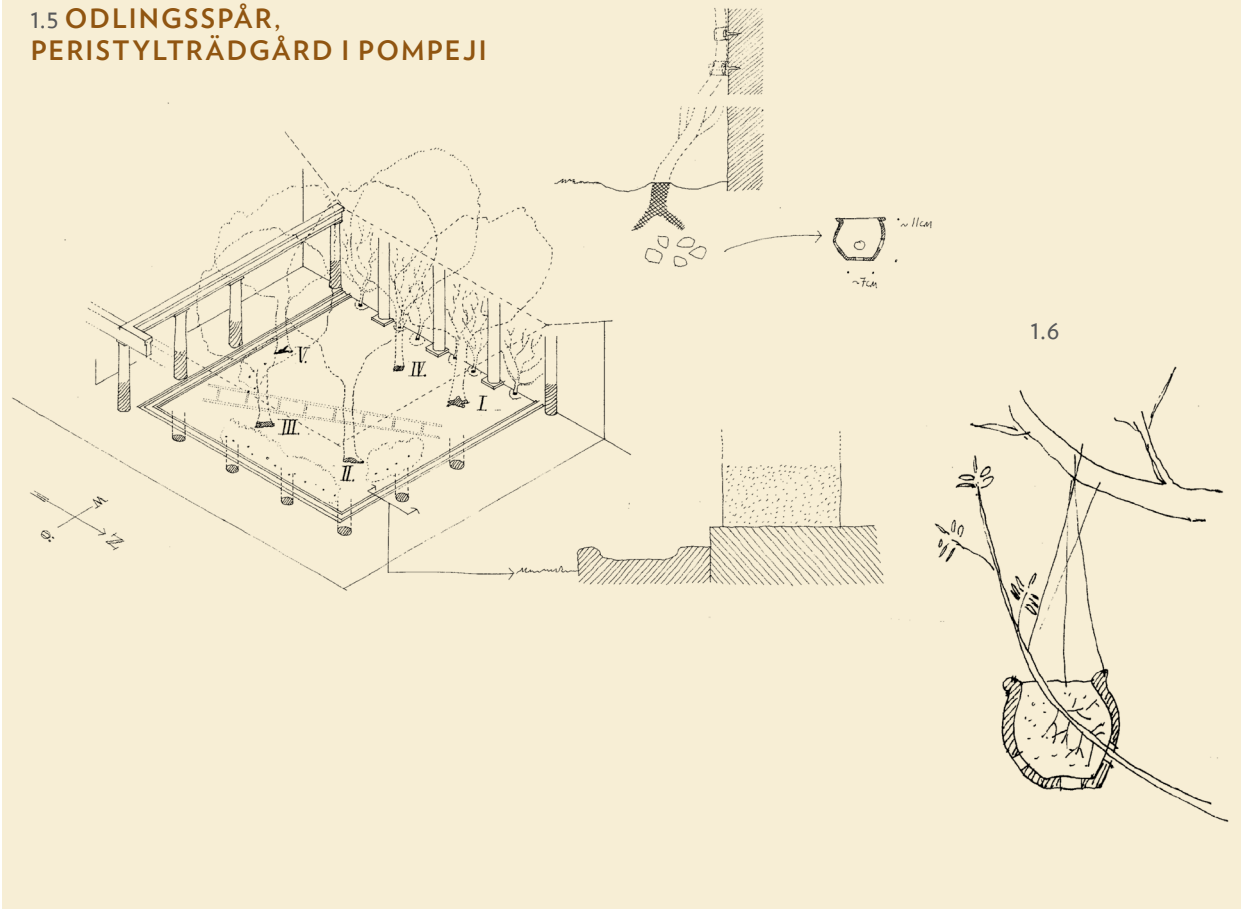 1.5 ODLINGSSPÅR,
PERISTYLTRÄDGÅRD I POMPEJI
~11cm
~7cm
1.6
V.
IV.
I.
III.
II.
N
Ö